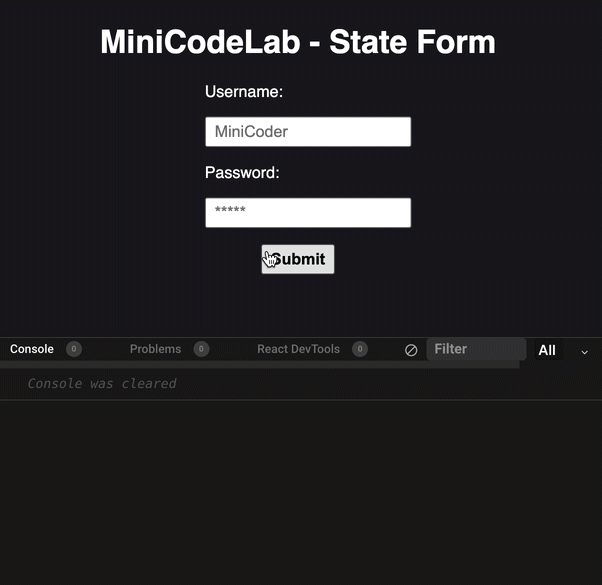 MiniCodeLab - State Form
Username:
MiniCoder
Password:
*****
Submit
Console 0 Problems 0 React DevTools 0 Filter All
Console was cleared